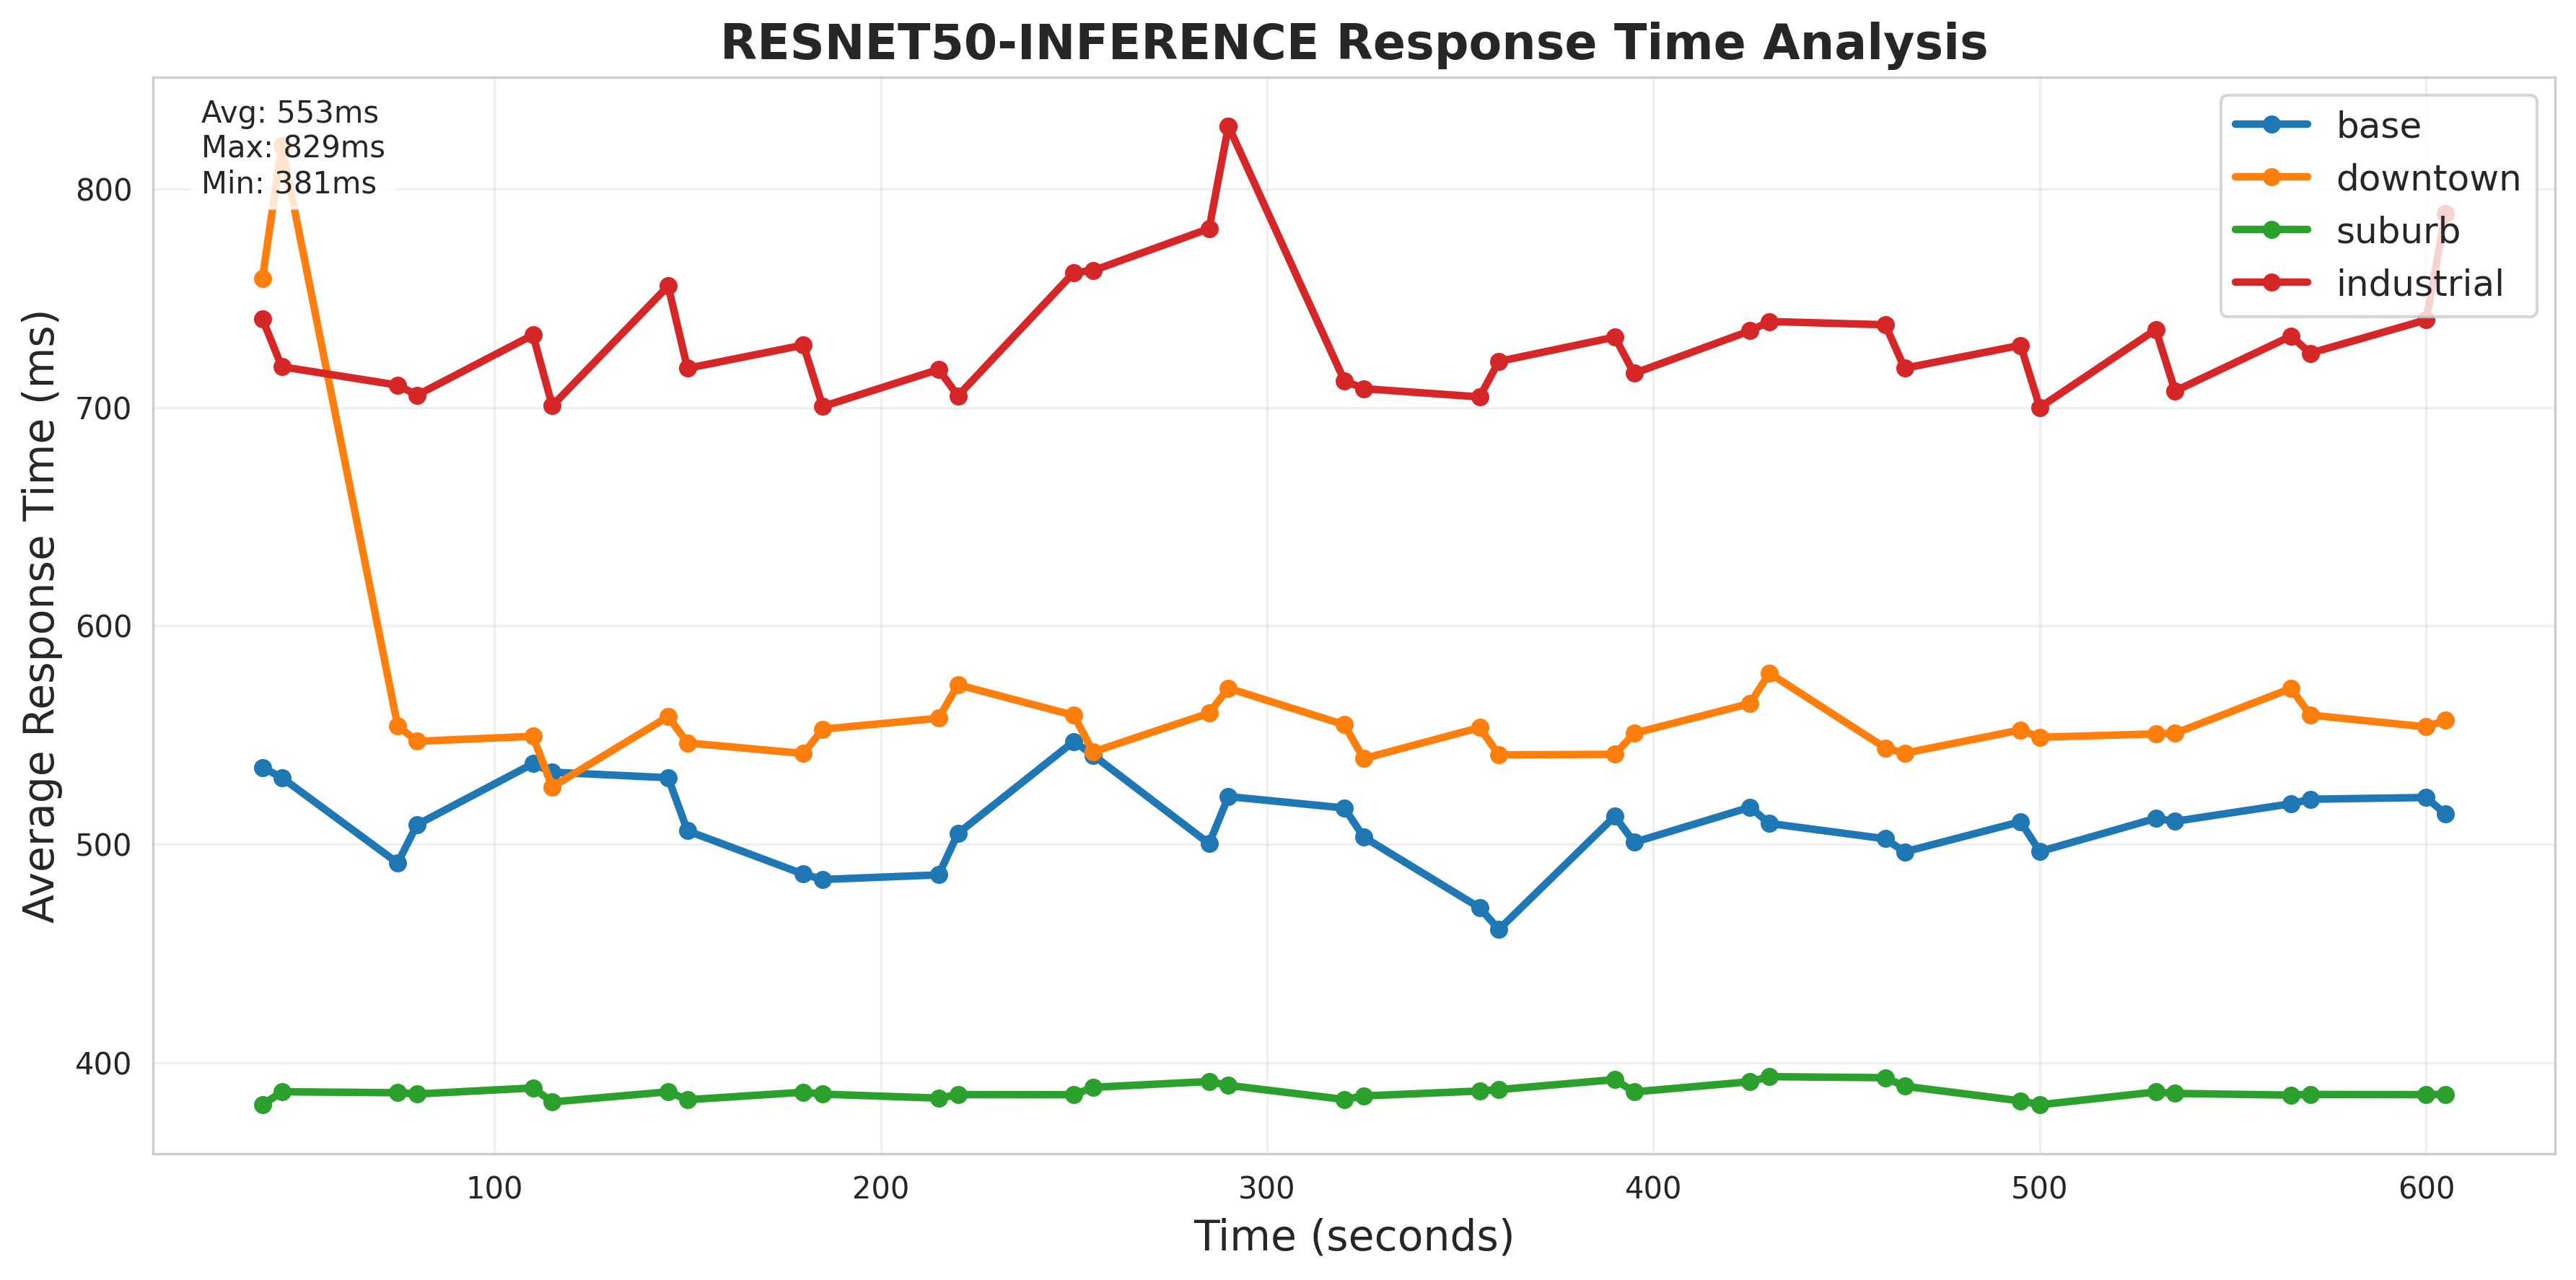 RESNET50-INFERENCE Response Time Analysis
Avg: 553ms
Max: 829ms
Min: 381ms
base
downtown
suburb
industrial
Average Response Time (ms)
800
700
600
500
400
100 200 300 400 500 600
Time (seconds)